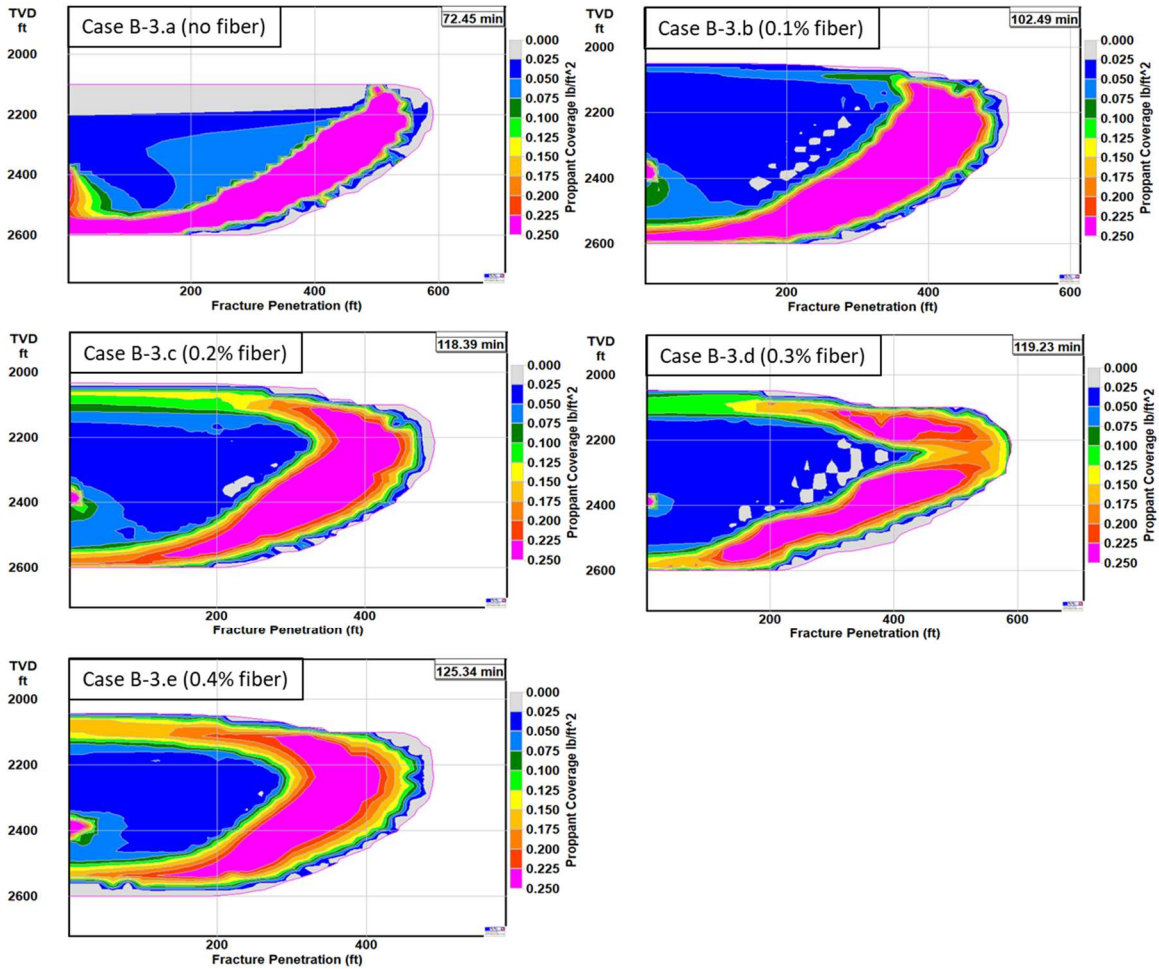 TVD
ft
Case B-3.a (no fiber)
72.45 min
2000
2200
2400
2600
200
400
600
Fracture Penetration (ft)
0.000
0.025
0.050
0.075
0.100
0.125
0.150
0.175
0.200
0.225
0.250
Proppant Coverage lb/ft^2
TVD
ft
Case B-3.b (0.1% fiber)
102.49 min
2000
2200
2400
2600
200
400
600
Fracture Penetration (ft)
0.000
0.025
0.050
0.075
0.100
0.125
0.150
0.175
0.200
0.225
0.250
Proppant Coverage lb/ft^2
TVD
ft
Case B-3.c (0.2% fiber)
118.39 min
2000
2200
2400
2600
200
400
Fracture Penetration (ft)
0.000
0.025
0.050
0.075
0.100
0.125
0.150
0.175
0.200
0.225
0.250
Proppant Coverage lb/ft^2
TVD
ft
Case B-3.d (0.3% fiber)
119.23 min
2000
2200
2400
2600
200
400
600
Fracture Penetration (ft)
0.000
0.025
0.050
0.075
0.100
0.125
0.150
0.175
0.200
0.225
0.250
Proppant Coverage lb/ft^2
TVD
ft
Case B-3.e (0.4% fiber)
125.34 min
2000
2200
2400
2600
200
400
Fracture Penetration (ft)
0.000
0.025
0.050
0.075
0.100
0.125
0.150
0.175
0.200
0.225
0.250
Proppant Coverage lb/ft^2